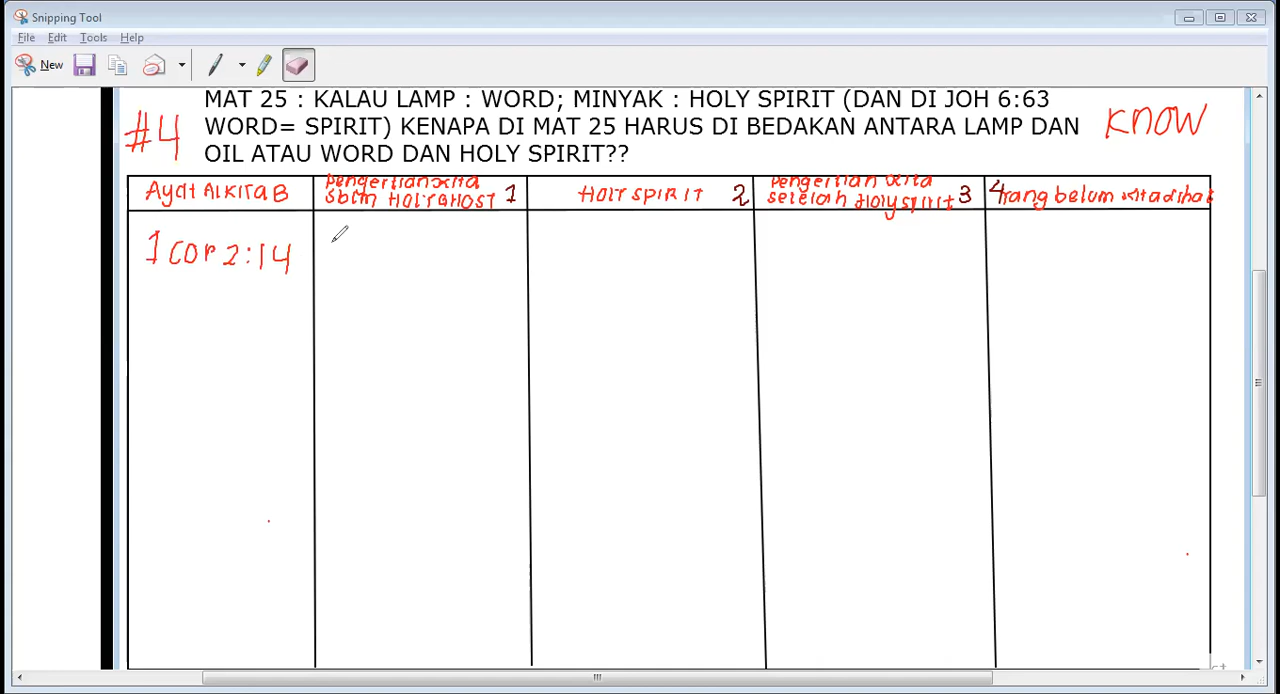 Snipping Tool
File Edit Tools Help
New
MAT 25 : KALAU LAMP : WORD; MINYAK : HOLY SPIRIT (DAN DI JOH 6:63
WORD= SPIRIT) KENAPA DI MAT 25 HARUS DI BEDAKAN ANTARA LAMP DAN
OIL ATAU WORD DAN HOLY SPIRIT??
#4
KNOW
Ayat AlkitaB
Pengertian kita
sblm Holy GHOST 1
HOLY SPIRIT 2
Pengertian kita
setelah Holy spirit 3
4 yang belum kita
1 COR 2:14